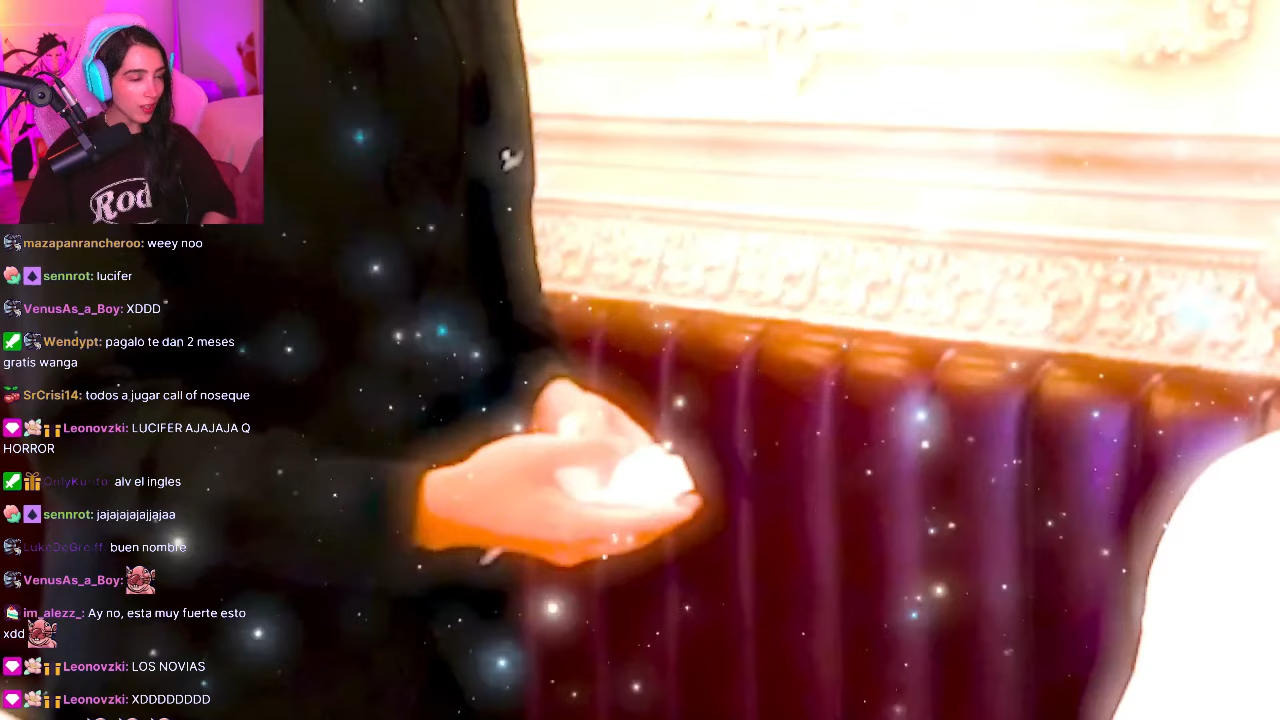 Rod
mazapanrancheroo: weey noo
sennrot: lucifer
VenusAs_a_Boy: XDDD
Wendypt: pagalo te dan 2 meses
gratis wanga
SrCrisi14: todos a jugar call of noseque
Leonovzki: LUCIFER AJAJAJA Q
HORROR
alv el ingles
sennrot: jajajajajajjajaa
LukeDeGreiff: buen nombre
VenusAs_a_Boy:
im_alezz_: Ay no, esta muy fuerte esto
xdd
Leonovzki: LOS NOVIAS
Leonovzki: XDDDDDDDD